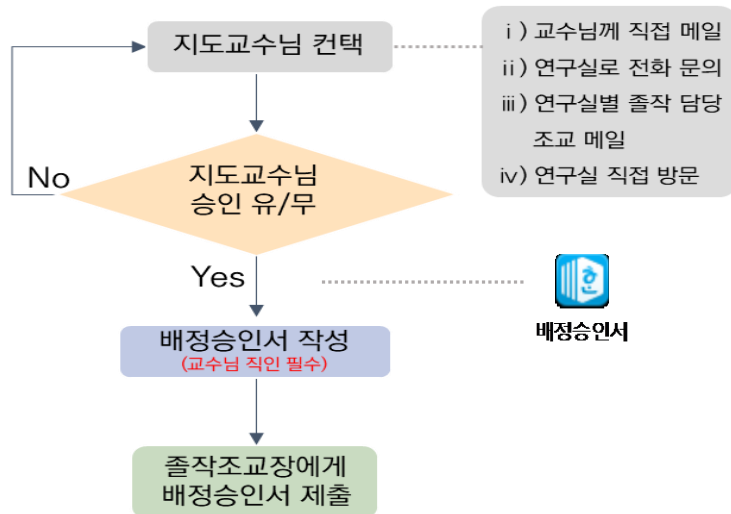 지도교수님 컨택
ⅰ) 교수님께 직접 메일
ⅱ) 연구실로 전화 문의
ⅲ) 연구실별 졸작 담당
조교 메일
ⅳ) 연구실 직접 방문
지도교수님
승인 유/무
No
Yes
한
배정승인서
배정승인서 작성
(교수님 직인 필수)
졸작조교장에게
배정승인서 제출